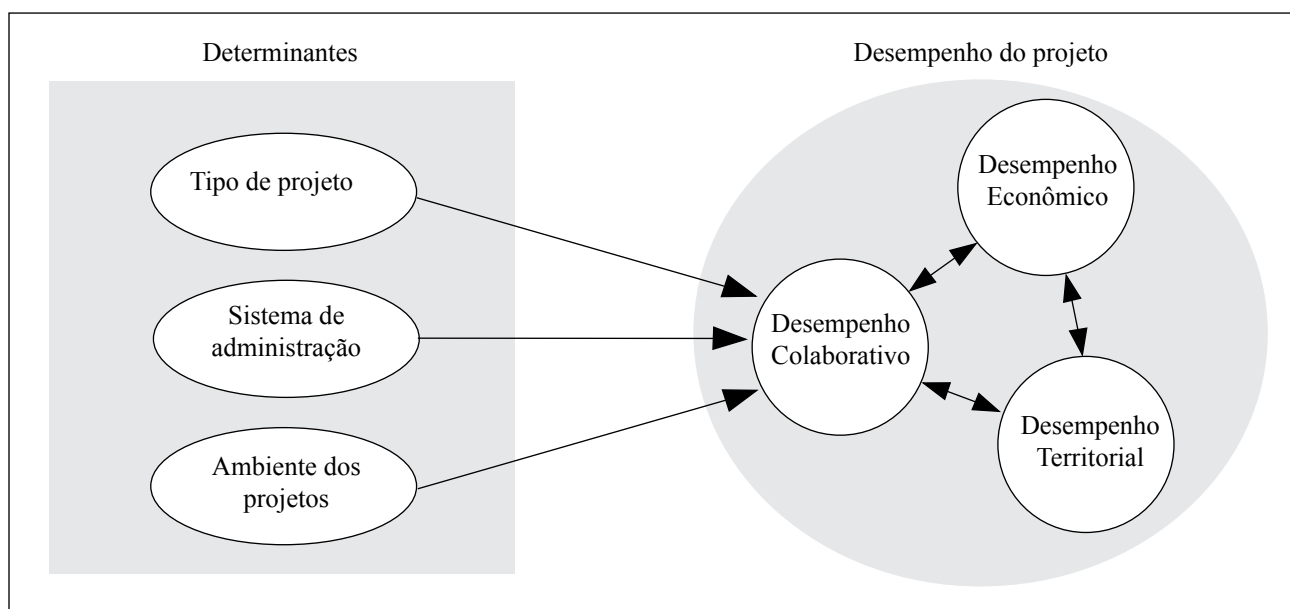 Determinantes
Tipo de projeto
Sistema de
administração
Ambiente dos
projetos
Desempenho do projeto
Desempenho
Econômico
Desempenho
Colaborativo
Desempenho
Territorial